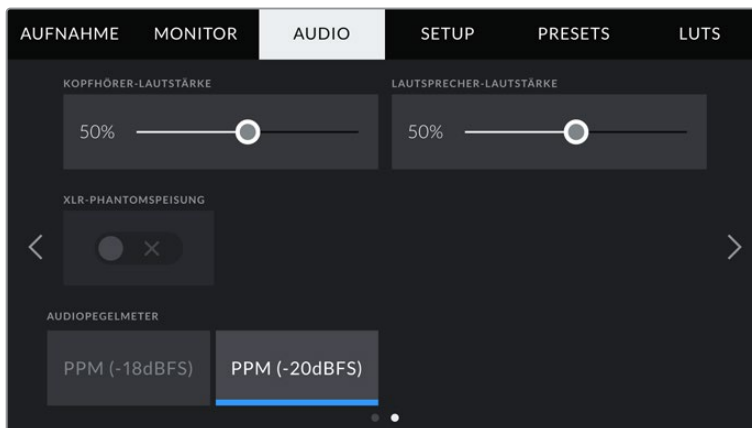 AUFNAHME MONITOR AUDIO SETUP PRESETS LUTS
KOPFHÖRER-LAUTSTÄRKE LAUTSPRECHER-LAUTSTÄRKE
50% 50%
XLR-PHANTOMSPEISUNG
AUDIOPEGELMETER
PPM (-18dBFS) PPM (-20dBFS)